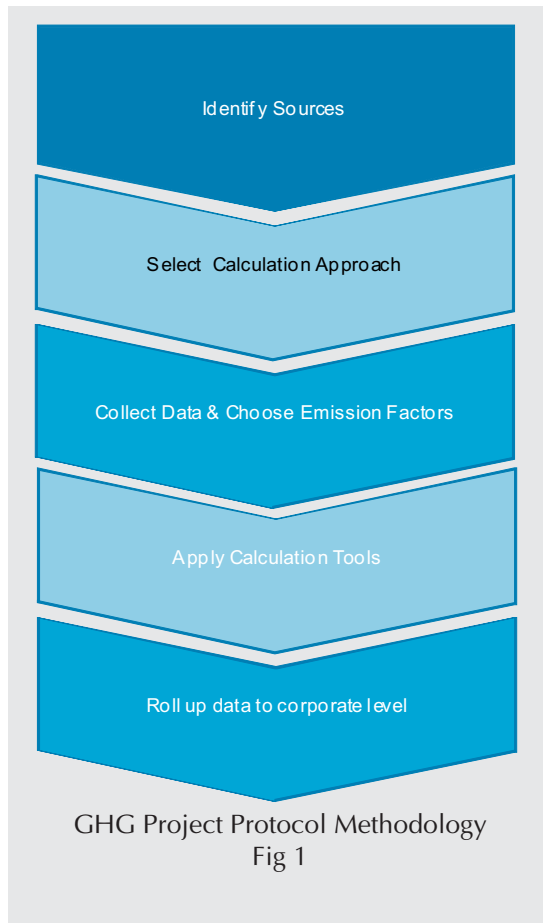 Identify Sources
Select Calculation Approach
Collect Data & Choose Emission Factors
Apply Calculation Tools
Roll up data to corporate level
GHG Project Protocol Methodology
Fig 1